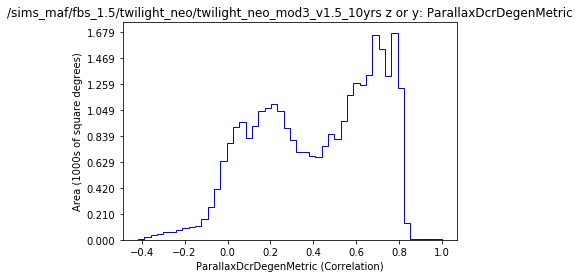 /sims_maf/fbs_1.5/twilight_neo/twilight_neo_mod3_v1.5_10yrs z or y: ParallaxDcrDegenMetric
Area (1000s of square degrees)
1.679
1.469
1.259
1.049
0.839
0.629
0.420
0.210
0.000
−0.4 −0.2 0.0 0.2 0.4 0.6 0.8 1.0
ParallaxDcrDegenMetric (Correlation)